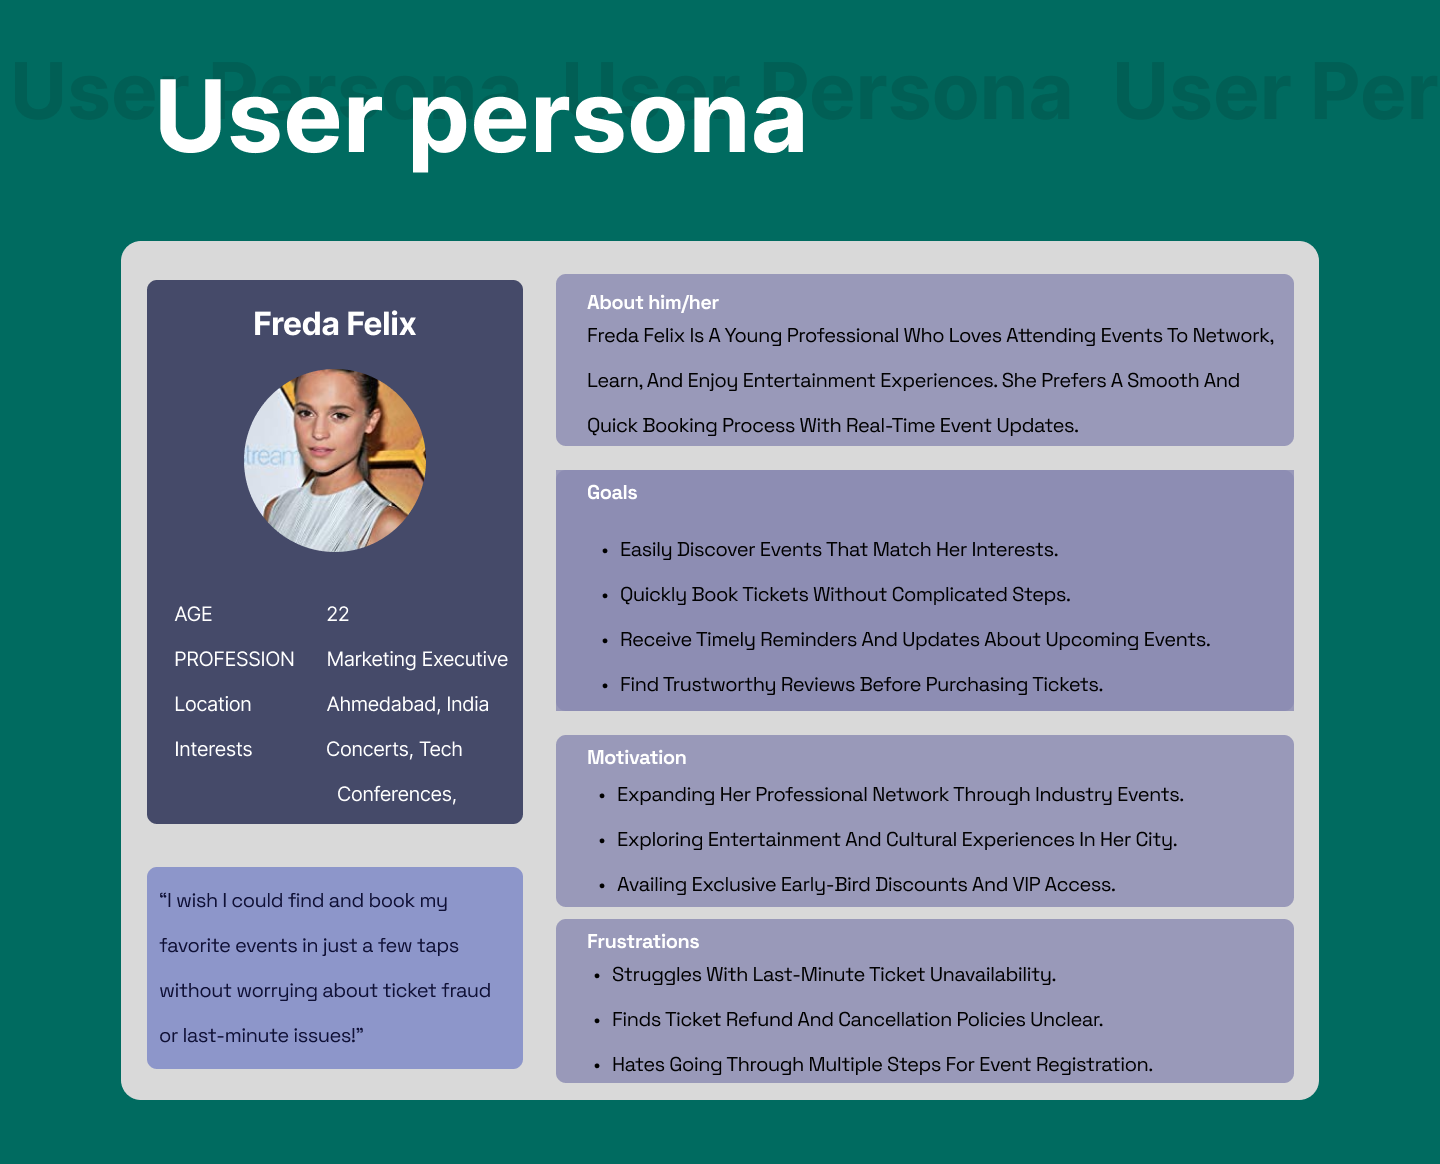 User Persona User Persona User Per
User persona
Freda Felix
tream
AGE 22
PROFESSION Marketing Executive
Location Ahmedabad, India
Interests Concerts, Tech
Conferences,
“I wish I could find and book my
favorite events in just a few taps
without worrying about ticket fraud
or last-minute issues!”
About him/her
Freda Felix Is A Young Professional Who Loves Attending Events To Network,
Learn, And Enjoy Entertainment Experiences. She Prefers A Smooth And
Quick Booking Process With Real-Time Event Updates.
Goals
• Easily Discover Events That Match Her Interests.
• Quickly Book Tickets Without Complicated Steps.
• Receive Timely Reminders And Updates About Upcoming Events.
• Find Trustworthy Reviews Before Purchasing Tickets.
Motivation
• Expanding Her Professional Network Through Industry Events.
• Exploring Entertainment And Cultural Experiences In Her City.
• Availing Exclusive Early-Bird Discounts And VIP Access.
Frustrations
• Struggles With Last-Minute Ticket Unavailability.
• Finds Ticket Refund And Cancellation Policies Unclear.
• Hates Going Through Multiple Steps For Event Registration.